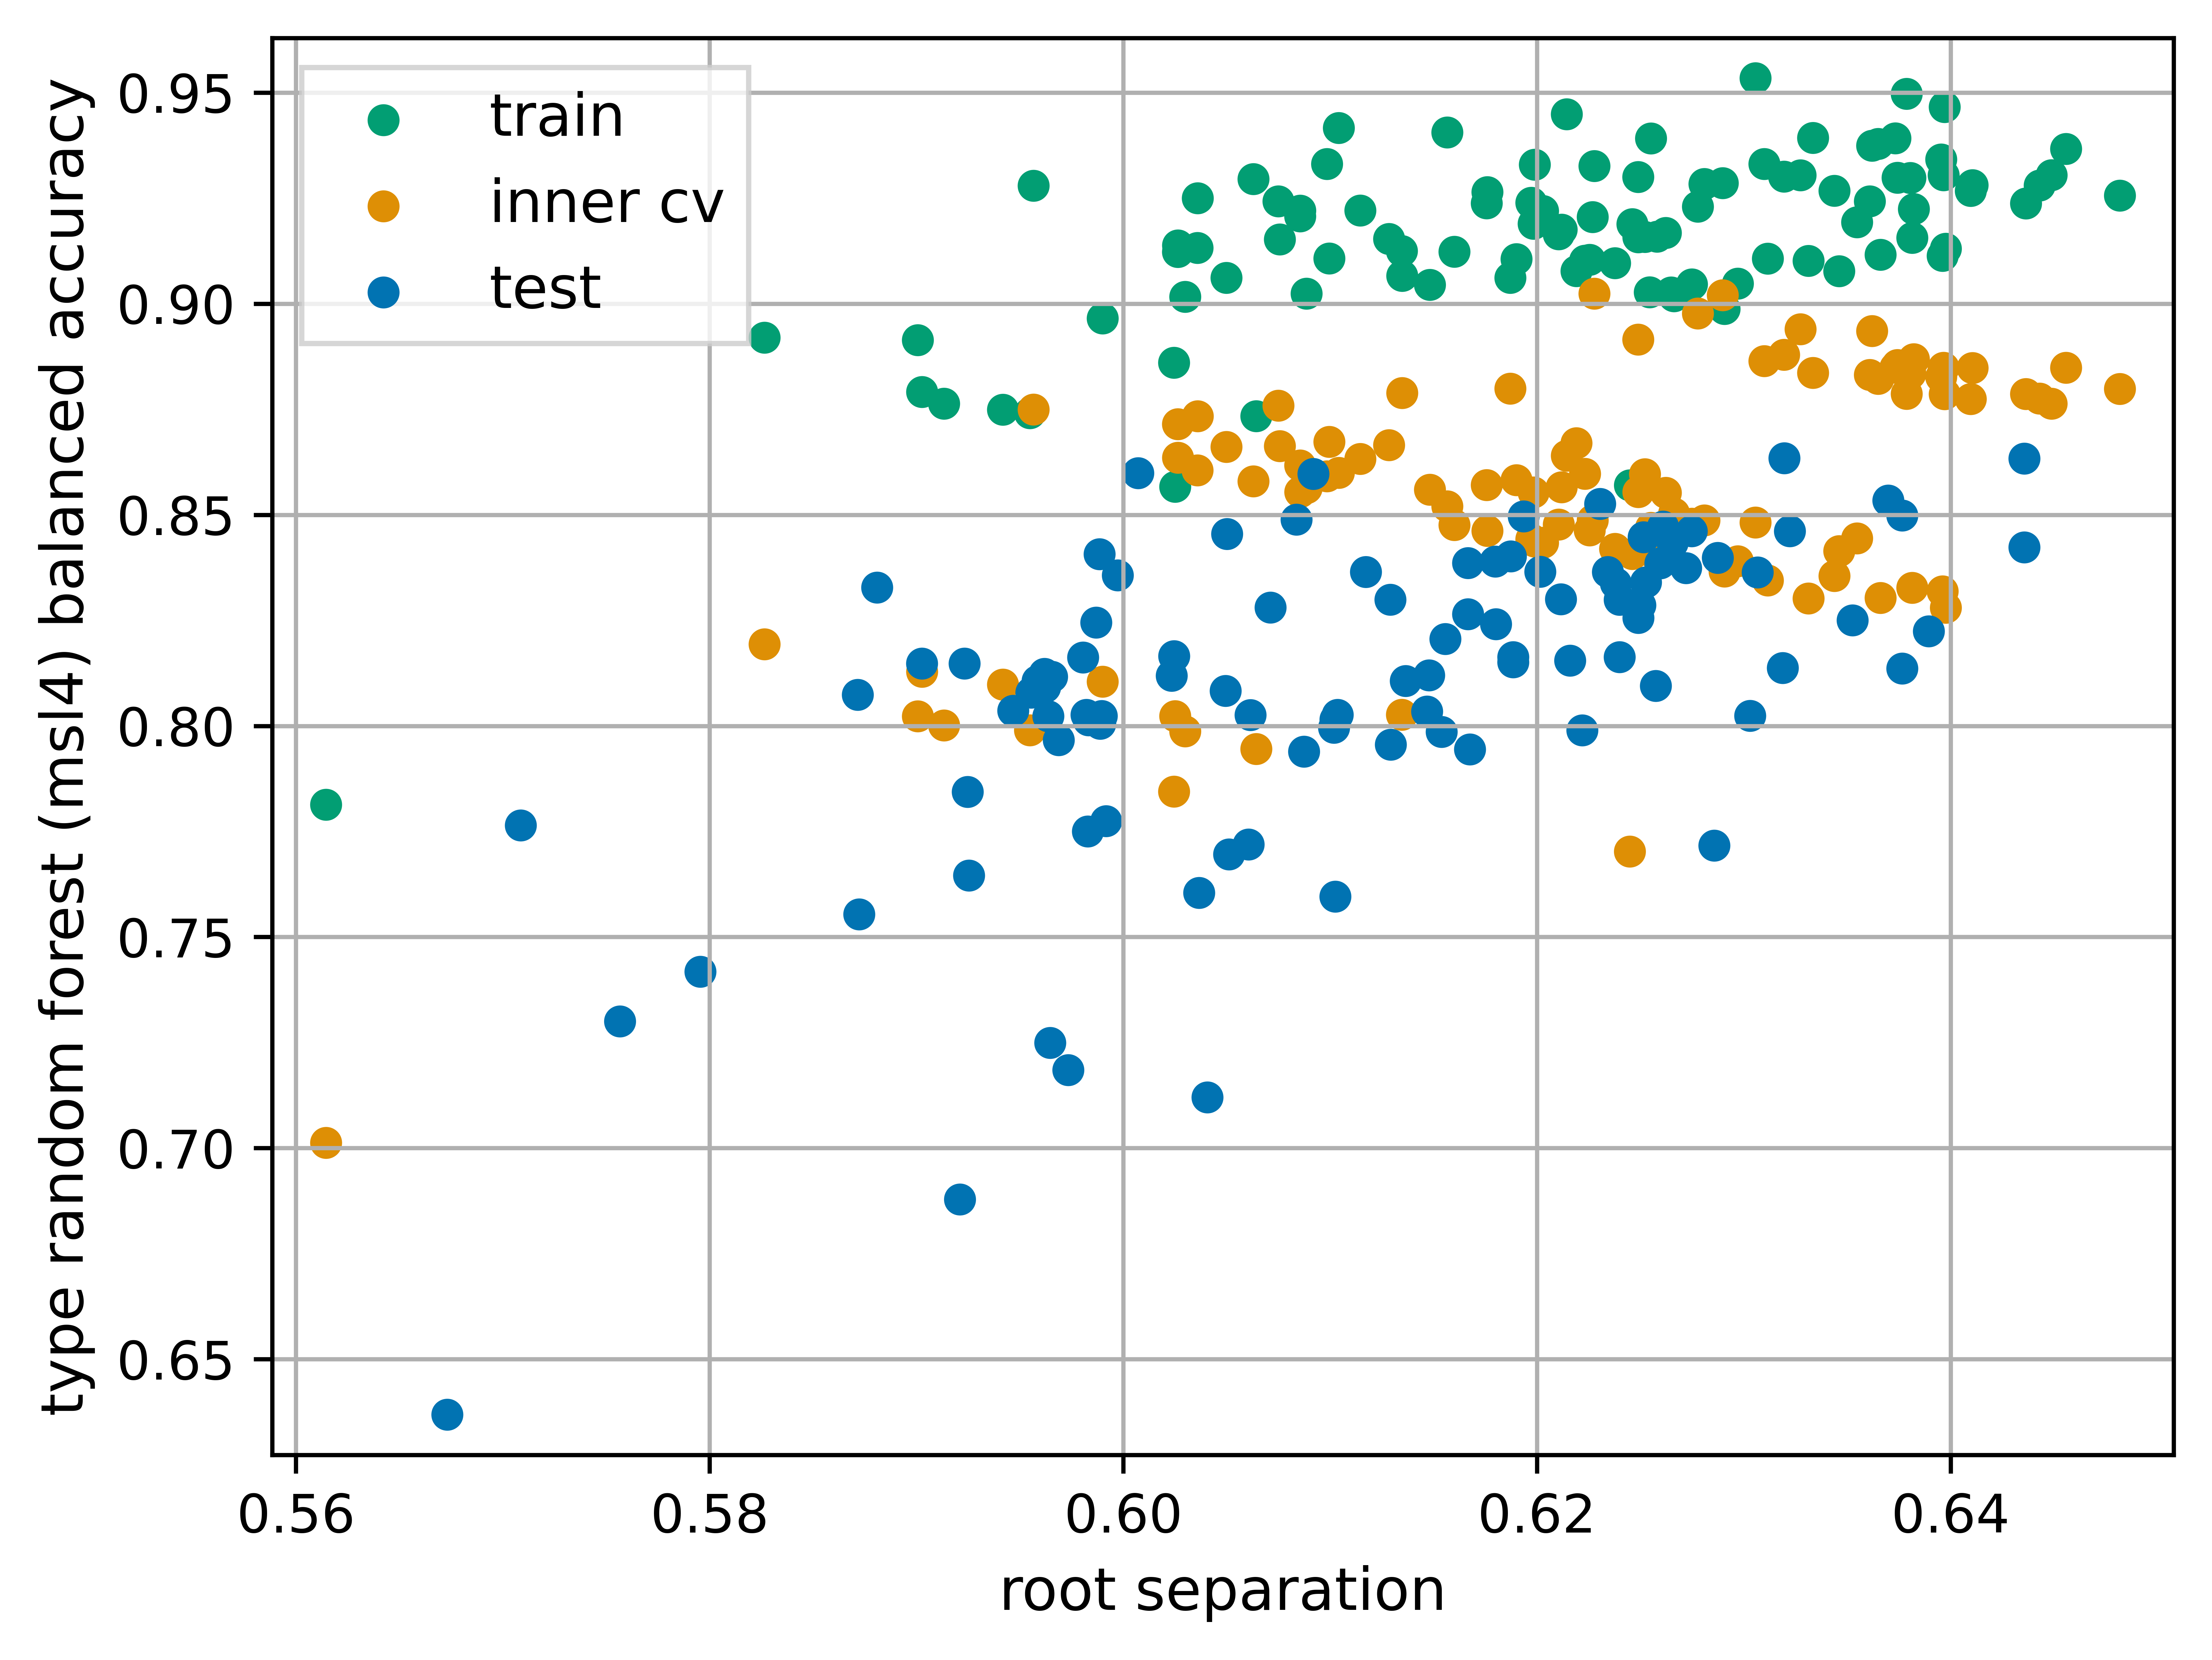 train
inner cv
test
0.95
0.90
0.85
0.80
0.75
0.70
0.65
type random forest (msl4) balanced accuracy
0.56 0.58 0.60 0.62 0.64
root separation